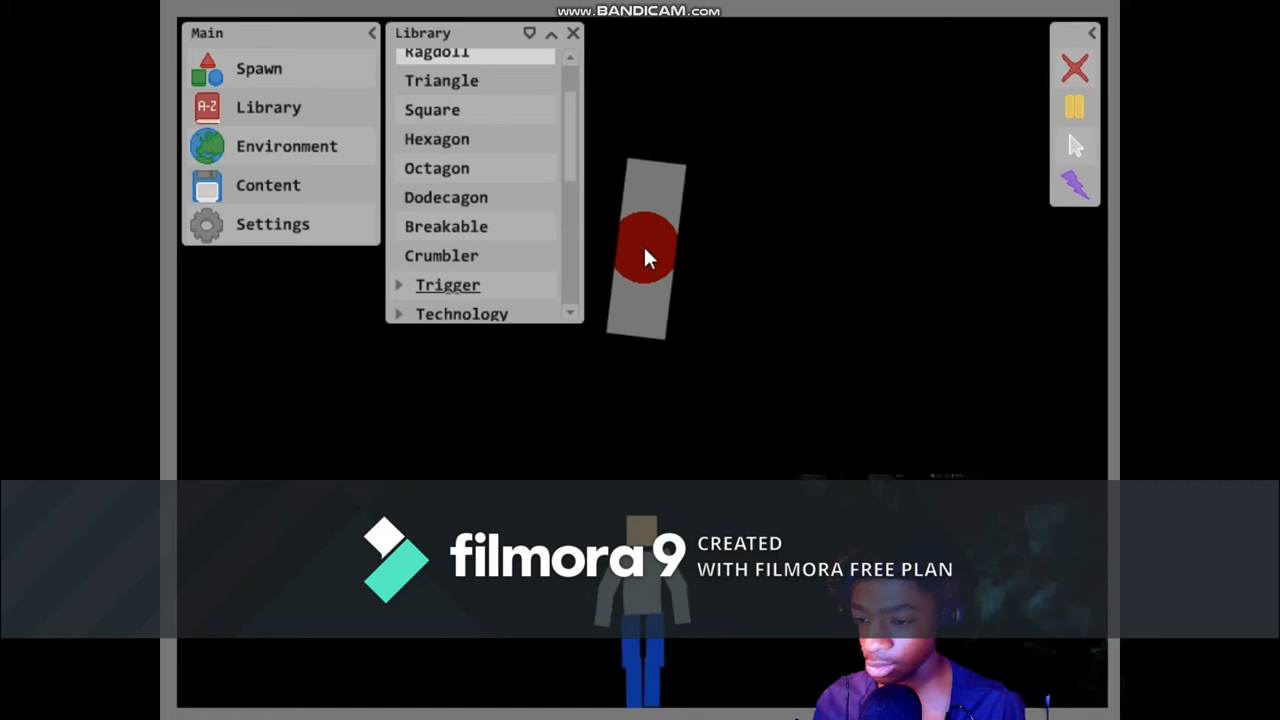 www.BANDICAM.com
Main
Spawn
A-Z
Library
Environment
Content
Settings
Library
Ragdoll
Triangle
Square
Hexagon
Octagon
Dodecagon
Breakable
Crumbler
Trigger
Technology
filmora9
CREATED
WITH FILMORA FREE PLAN